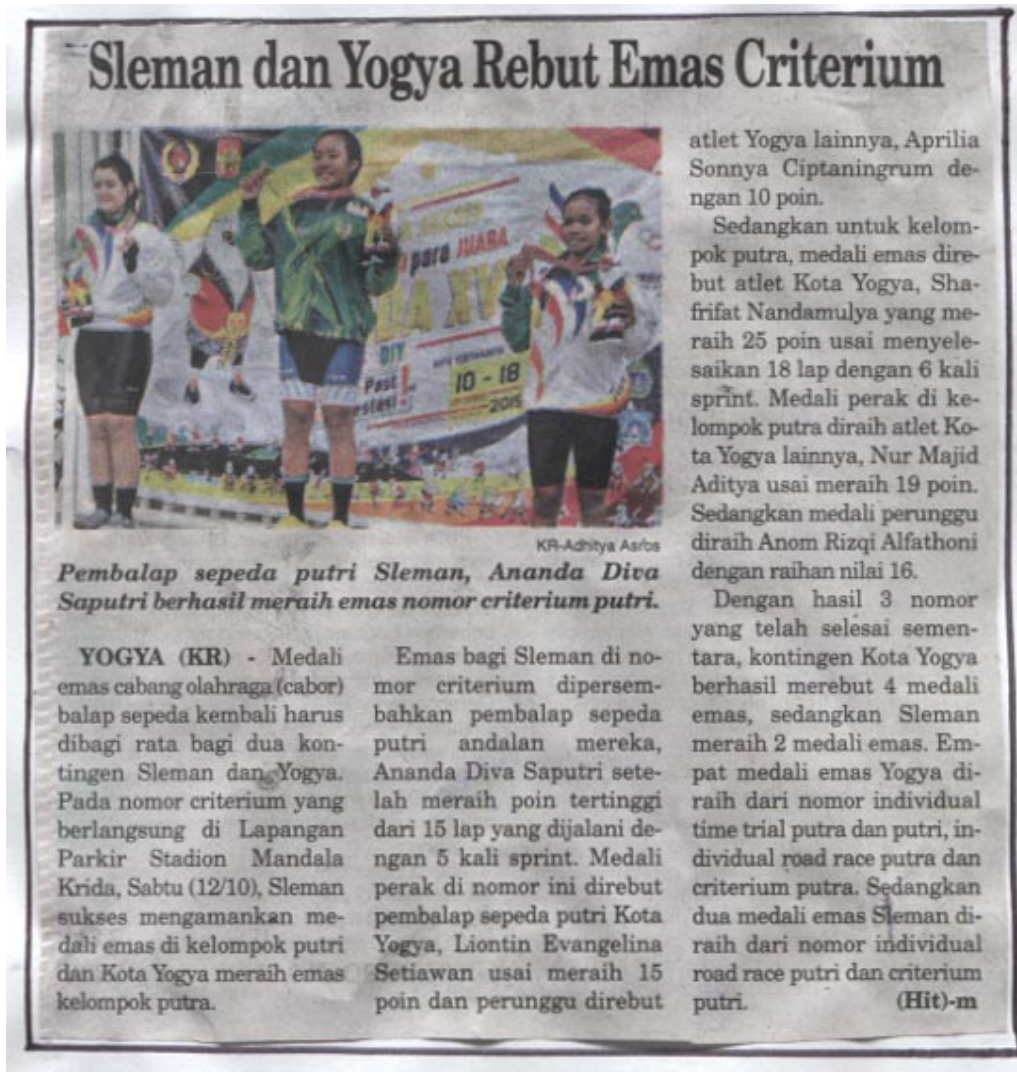 Sleman dan Yogya Rebut Emas Criterium
para JUARA
DIY
10 - 18
2015
KR-Adhitya Asros
Pembalap sepeda putri Sleman, Ananda Diva
Saputri berhasil meraih emas nomor criterium putri.
YOGYA (KR) - Medali
emas cabang olahraga (cabor)
balap sepeda kembali harus
dibagi rata bagi dua kon-
tingen Sleman dan Yogya.
Pada nomor criterium yang
berlangsung di Lapangan
Parkir Stadion Mandala
Krida, Sabtu (12/10), Sleman
sukses mengamankan me-
dali emas di kelompok putri
dan Kota Yogya meraih emas
kelompok putra.
Emas bagi Sleman di no-
mor criterium dipersem-
bahkan pembalap sepeda
putri andalan mereka,
Ananda Diva Saputri sete-
lah meraih poin tertinggi
dari 15 lap yang dijalani de-
ngan 5 kali sprint. Medali
perak di nomor ini direbut
pembalap sepeda putri Kota
Yogya, Liontin Evangelina
Setiawan usai meraih 15
poin dan perunggu direbut
atlet Yogya lainnya, Aprilia
Sonnya Ciptaningrum de-
ngan 10 poin.
Sedangkan untuk kelom-
pok putra, medali emas dire-
but atlet Kota Yogya, Sha-
frifat Nandamulya yang me-
raih 25 poin usai menyele-
saikan 18 lap dengan 6 kali
sprint. Medali perak di ke-
lompok putra diraih atlet Ko-
ta Yogya lainnya, Nur Majid
Aditya usai meraih 19 poin.
Sedangkan medali perunggu
diraih Anom Rizqi Alfathoni
dengan raihan nilai 16.
Dengan hasil 3 nomor
yang telah selesai semen-
tara, kontingen Kota Yogya
berhasil merebut 4 medali
emas, sedangkan Sleman
meraih 2 medali emas. Em-
pat medali emas Yogya di-
raih dari nomor individual
time trial putra dan putri, in-
dividual road race putra dan
criterium putra. Sedangkan
dua medali emas Sleman di-
raih dari nomor individual
road race putri dan criterium
putri. (Hit)-m